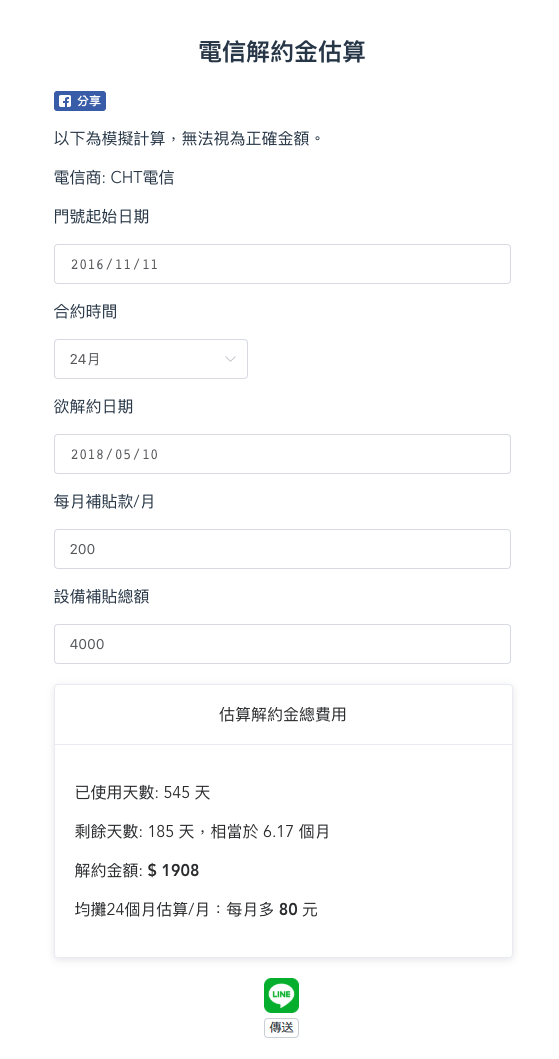 電信解約金估算
分享
以下為模擬計算，無法視為正確金額。
電信商: CHT電信
門號起始日期
2016/11/11
合約時間
24月
欲解約日期
2018/05/10
每月補貼款/月
200
設備補貼總額
4000
估算解約金總費用
已使用天數: 545 天
剩餘天數: 185 天，相當於 6.17 個月
解約金額: $ 1908
均攤24個月估算/月：每月多 80 元
LINE
傳送